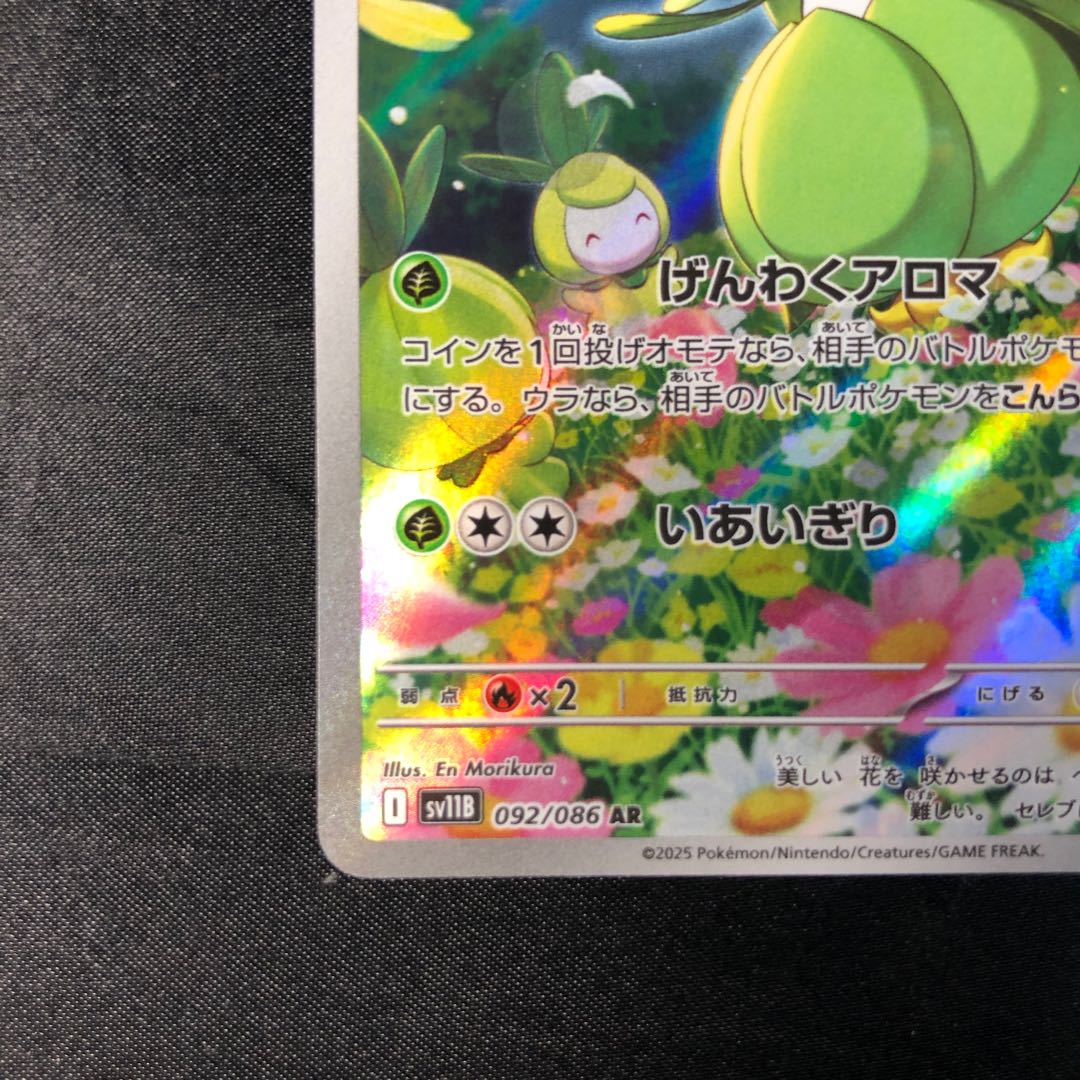 げんわくアロマ
コインを1回投げオモテなら、相手のバトルポケモ
にする。ウラなら、相手のバトルポケモンをこんら
いあいぎり
弱点 ×2 抵抗力 にげる
Illus. En Morikura
美しい 花を 咲かせるのは
I SV11B 092/086 AR
難しい。 セレブ
©2025 Pokémon/Nintendo/Creatures/GAME FREAK.